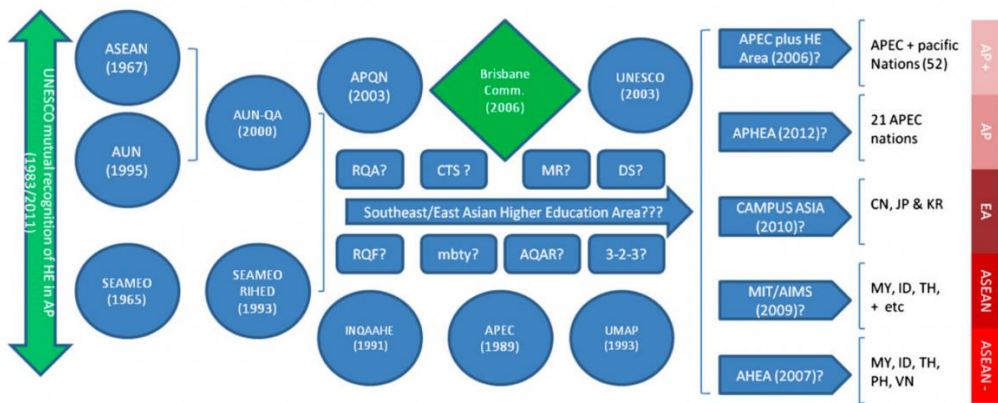 UNESCO mutual recognition of HE in AP
(1983/2011)
ASEAN
(1967)
AUN
(1995)
SEAMEO
(1965)
AUN-QA
(2000)
SEAMEO
RIHED
(1993)
APQN
(2003)
Brisbane
Comm.
(2006)
UNESCO
(2003)
RQA?
CTS ?
MR?
DS?
Southeast/East Asian Higher Education Area???
RQF?
mbty?
AQAR?
3-2-3?
INQAAHE
(1991)
APEC
(1989)
UMAP
(1993)
APEC plus HE
Area (2006)?
APEC + pacific
Nations (52)
AP +
APHEA (2012)?
21 APEC
nations
AP
CAMPUS ASIA
(2010)?
CN, JP & KR
EA
MIT/AIMS
(2009)?
MY, ID, TH,
+ etc
ASEAN
AHEA (2007)?
MY, ID, TH,
PH, VN
ASEAN -